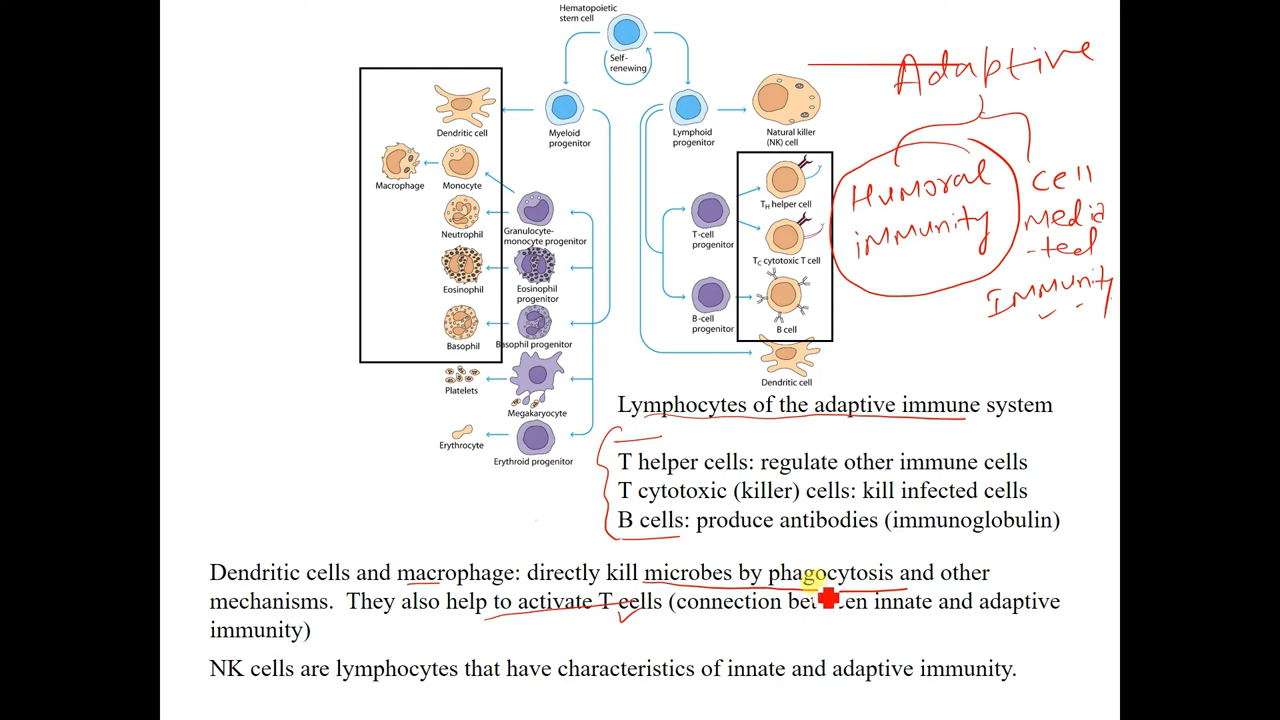 Hematopoietic
stem cell
Self-
renewing
Dendritic cell
Myeloid
progenitor
Lymphoid
progenitor
Natural killer
(NK) cell
Macrophage
Monocyte
Neutrophil
Granulocyte-
monocyte progenitor
Eosinophil
Eosinophil
progenitor
Basophil
Basophil progenitor
Platelets
Megakaryocyte
Erythrocyte
Erythroid progenitor
T-cell
progenitor
TH helper cell
TC cytotoxic T cell
B-cell
progenitor
B cell
Dendritic cell
Adaptive
Humoral
immunity
cell
media
-ted
Immunity
Lymphocytes of the adaptive immune system
T helper cells: regulate other immune cells
T cytotoxic (killer) cells: kill infected cells
B cells: produce antibodies (immunoglobulin)
Dendritic cells and macrophage: directly kill microbes by phagocytosis and other
mechanisms. They also help to activate T cells (connection between innate and adaptive
immunity)
NK cells are lymphocytes that have characteristics of innate and adaptive immunity.